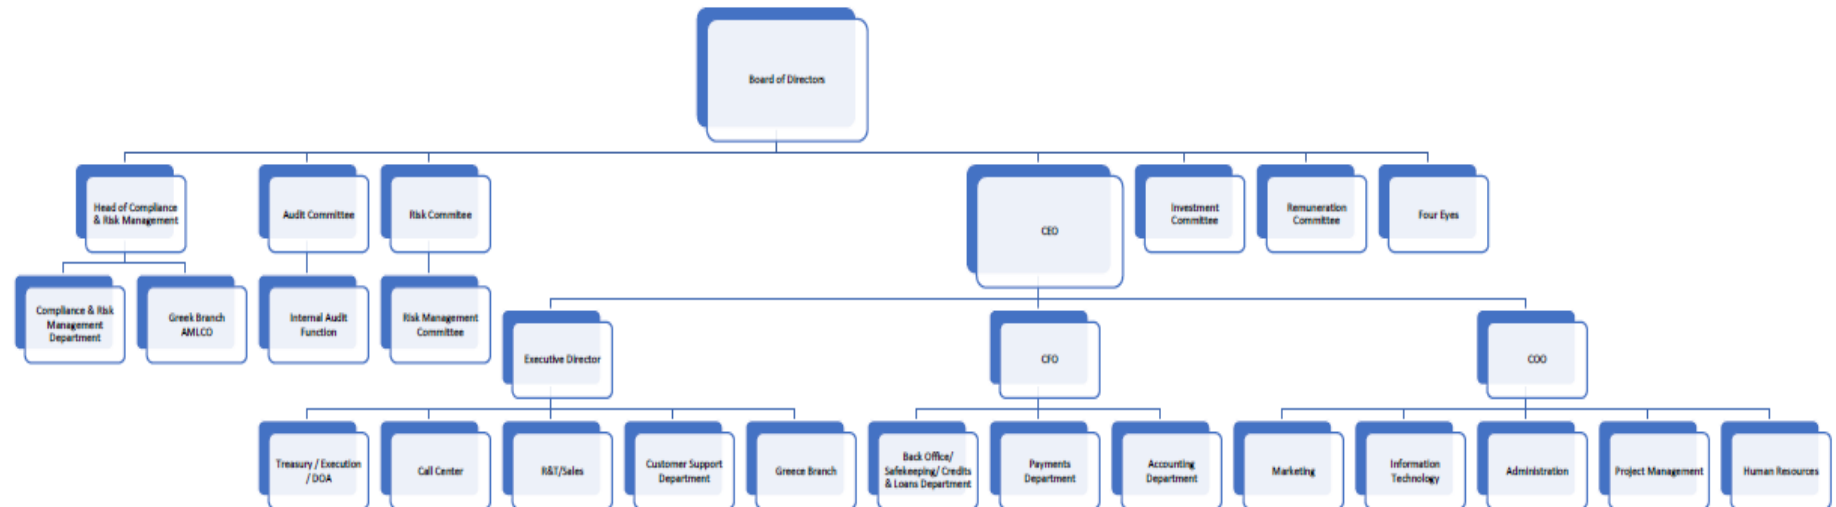 Board of Directors
Head of Compliance
& Risk Management
Audit Committee
Risk Commitee
CEO
Investment
Committee
Remuneration
Committee
Four Eyes
Compliance & Risk
Management
Department
Greek Branch
AMLCO
Internal Audit
Function
Risk Management
Committee
Executive Director
CFO
COO
Treasury / Execution
/ DOA
Call Center
R&T/Sales
Customer Support
Department
Greece Branch
Back Office/
Safekeeping/ Credits
& Loans Department
Payments
Department
Accounting
Department
Marketing
Information
Technology
Administration
Project Management
Human Resources